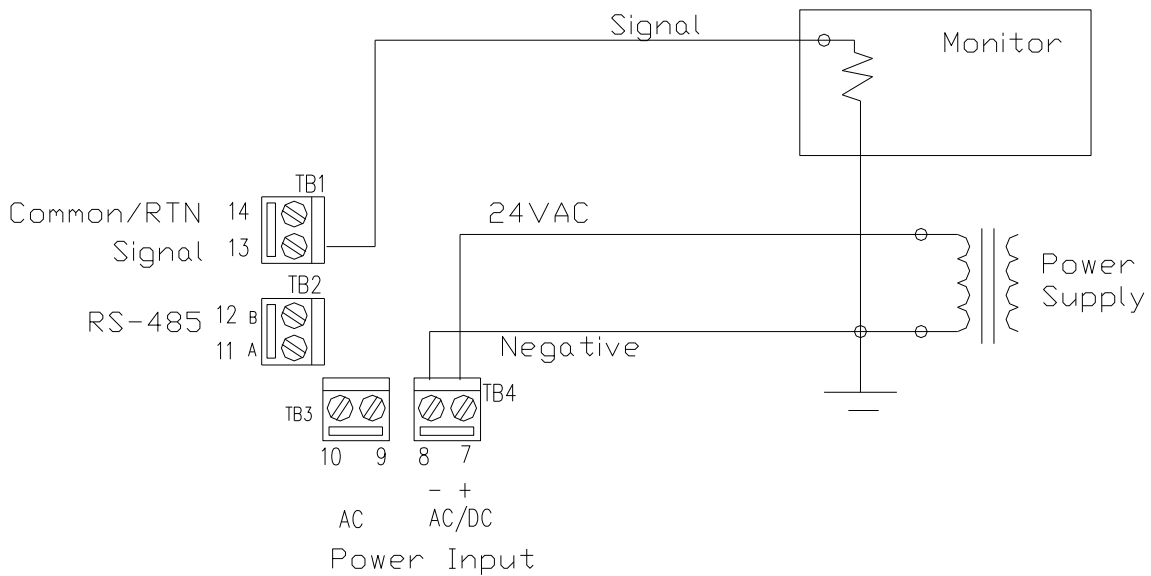 Signal
Monitor
TB1
Common/RTN 14
Signal 13
24VAC
TB2
RS-485 12 B
11 A
Power
Supply
Negative
TB3
TB4
10 9 8 7
- +
AC AC/DC
Power Input